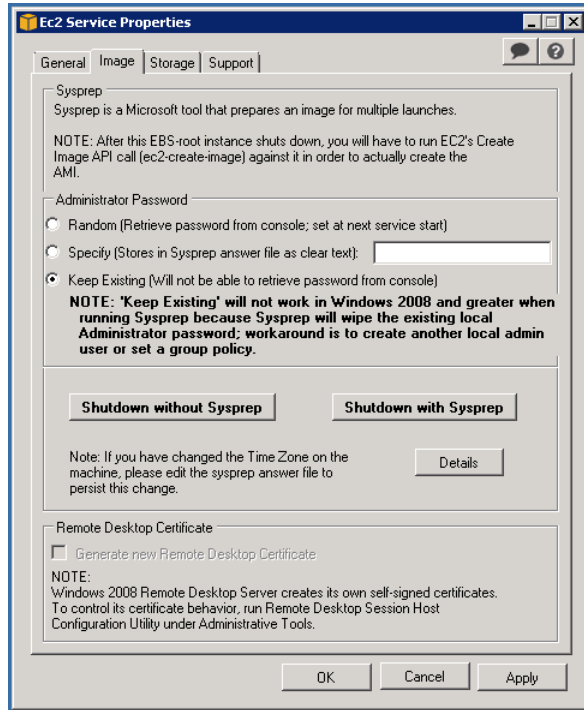 Ec2 Service Properties
General Image Storage Support
Sysprep
Sysprep is a Microsoft tool that prepares an image for multiple launches.
NOTE: After this EBS-root instance shuts down, you will have to run EC2's Create
Image API call (ec2-create-image) against it in order to actually create the
AMI.
Administrator Password
Random (Retrieve password from console; set at next service start)
Specify (Stores in Sysprep answer file as clear text):
Keep Existing (Will not be able to retrieve password from console)
NOTE: 'Keep Existing' will not work in Windows 2008 and greater when
running Sysprep because Sysprep will wipe the existing local
Administrator password; workaround is to create another local admin
user or set a group policy.
Shutdown without Sysprep Shutdown with Sysprep
Note: If you have changed the Time Zone on the
machine, please edit the sysprep answer file to
persist this change.
Details
Remote Desktop Certificate
Generate new Remote Desktop Certificate
NOTE:
Windows 2008 Remote Desktop Server creates its own self-signed certificates.
To control its certificate behavior, run Remote Desktop Session Host
Configuration Utility under Administrative Tools.
OK Cancel Apply